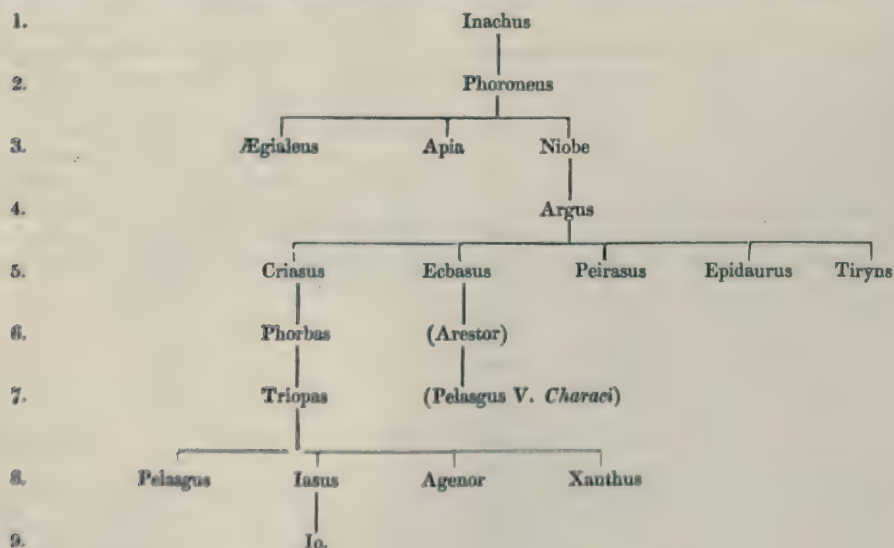 1. Inachus
2. Phoroneus
3. Ægialeus Apia Niobe
4. Argus
5. Criasus Ecbasus Peirasus Epidaurus Tiryns
6. Phorbas (Arestor)
7. Triopas (Pelasgus V. Characi)
8. Pelasgus Iasus Agenor Xanthus
9. Io.